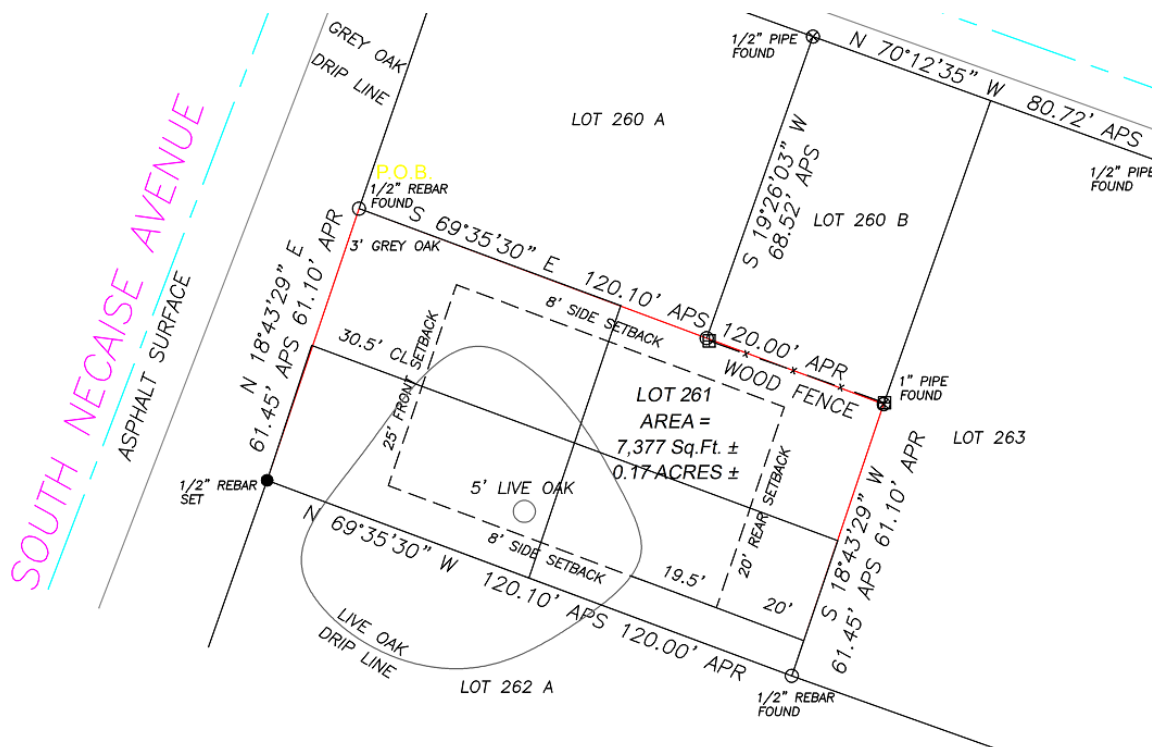 GREY OAK
DRIP LINE
1/2" PIPE
FOUND
N 70°12'35" W 80.72' APS
LOT 260 A
1/2" PIPE
FOUND
S 19°26'03" W
68.52' APS
LOT 260 B
P.O.B.
1/2" REBAR
FOUND
SOUTH NECAISE AVENUE
ASPHALT SURFACE
S 69°35'30" E 120.10' APS 120.00' APR
3' GREY OAK
N 18°43'29" E
61.45' APS 61.10' APR
8' SIDE SETBACK
30.5' CL
25' FRONT SETBACK
WOOD FENCE
1" PIPE
FOUND
LOT 261
AREA =
7,377 Sq.Ft. ±
0.17 ACRES ±
LOT 263
1/2" REBAR
SET
5' LIVE OAK
20' REAR SETBACK
S 18°43'29" W
61.45' APS 61.10' APR
N 69°35'30" W 120.10' APS 120.00' APR
8' SIDE SETBACK
19.5'
20'
LIVE OAK
DRIP LINE
LOT 262 A
1/2" REBAR
FOUND